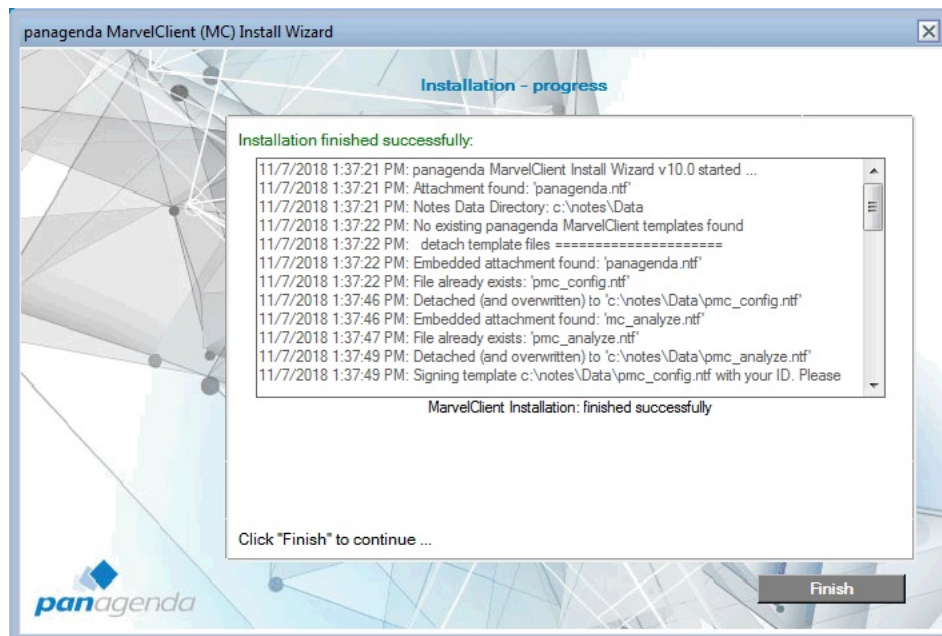 panagenda MarvelClient (MC) Install Wizard
Installation - progress
Installation finished successfully:
11/7/2018 1:37:21 PM: panagenda MarvelClient Install Wizard v10.0 started ...
11/7/2018 1:37:21 PM: Attachment found: 'panagenda.ntf'
11/7/2018 1:37:21 PM: Notes Data Directory: c:\notes\Data
11/7/2018 1:37:22 PM: No existing panagenda MarvelClient templates found
11/7/2018 1:37:22 PM:   detach template files =====================
11/7/2018 1:37:22 PM: Embedded attachment found: 'panagenda.ntf'
11/7/2018 1:37:22 PM: File already exists: 'pmc_config.ntf'
11/7/2018 1:37:46 PM: Detached (and overwritten) to 'c:\notes\Data\pmc_config.ntf'
11/7/2018 1:37:46 PM: Embedded attachment found: 'mc_analyze.ntf'
11/7/2018 1:37:47 PM: File already exists: 'pmc_analyze.ntf'
11/7/2018 1:37:49 PM: Detached (and overwritten) to 'c:\notes\Data\pmc_analyze.ntf'
11/7/2018 1:37:49 PM: Signing template c:\notes\Data\pmc_config.ntf with your ID. Please
MarvelClient Installation: finished successfully
Click "Finish" to continue ...
Finish
panagenda